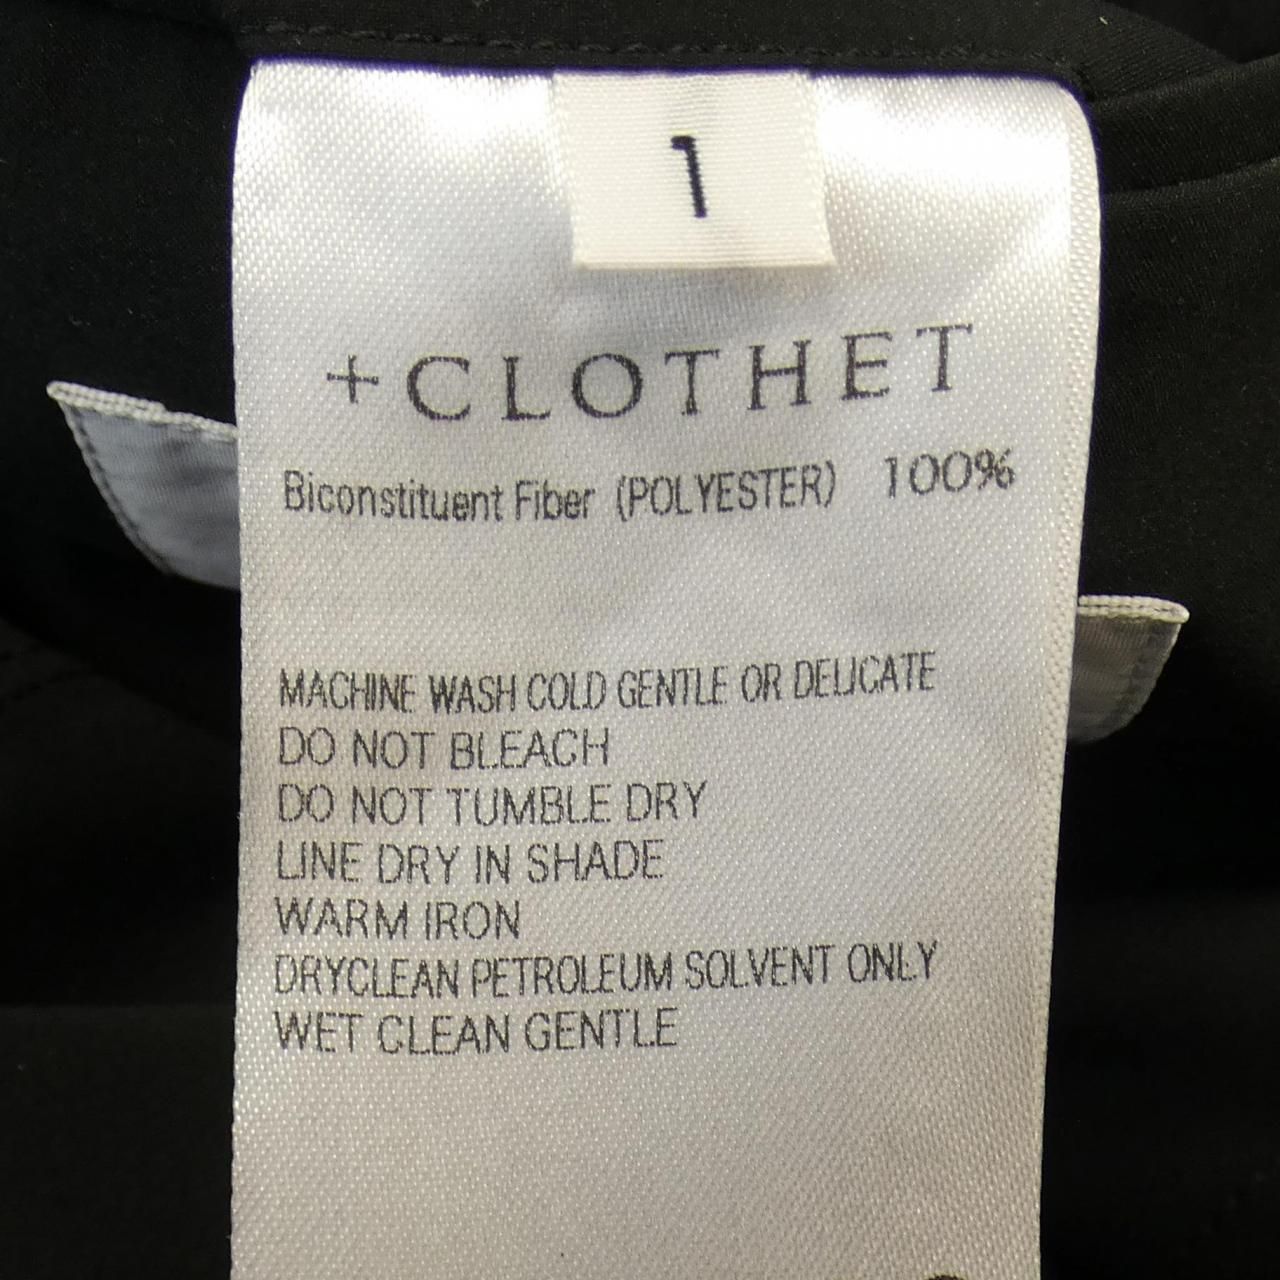 1
+CLOTHET
Biconstituent Fiber (POLYESTER) 100%
MACHINE WASH COLD GENTLE OR DELICATE
DO NOT BLEACH
DO NOT TUMBLE DRY
LINE DRY IN SHADE
WARM IRON
DRYCLEAN PETROLEUM SOLVENT ONLY
WET CLEAN GENTLE